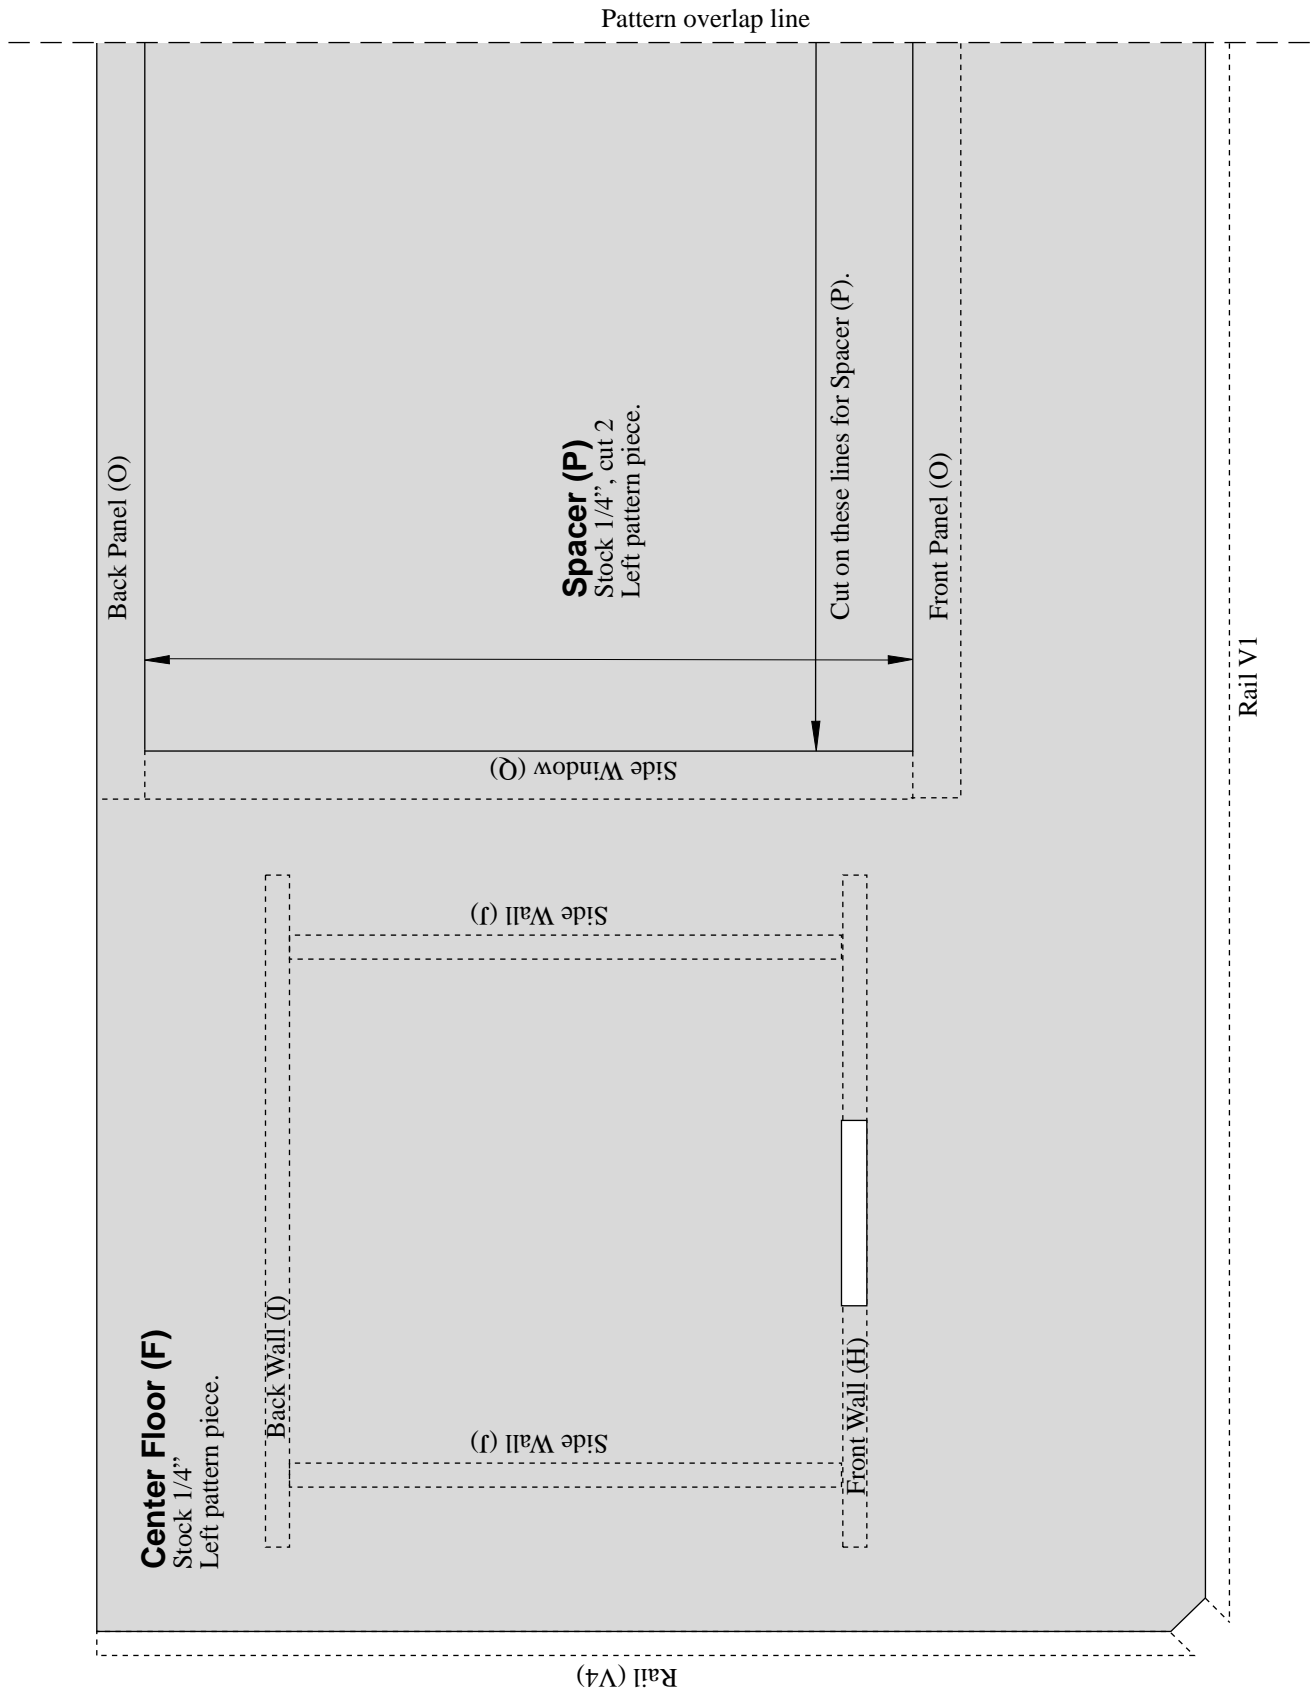 Pattern overlap line
Back Panel (O)
Spacer (P)
Stock 1/4”, cut 2
Left pattern piece.
Cut on these lines for Spacer (P).
Front Panel (O)
Rail V1
Side Window (Q)
Side Wall (J)
Center Floor (F)
Stock 1/4”
Left pattern piece.
Back Wall (I)
Side Wall (J)
Front Wall (H)
Rail (V4)